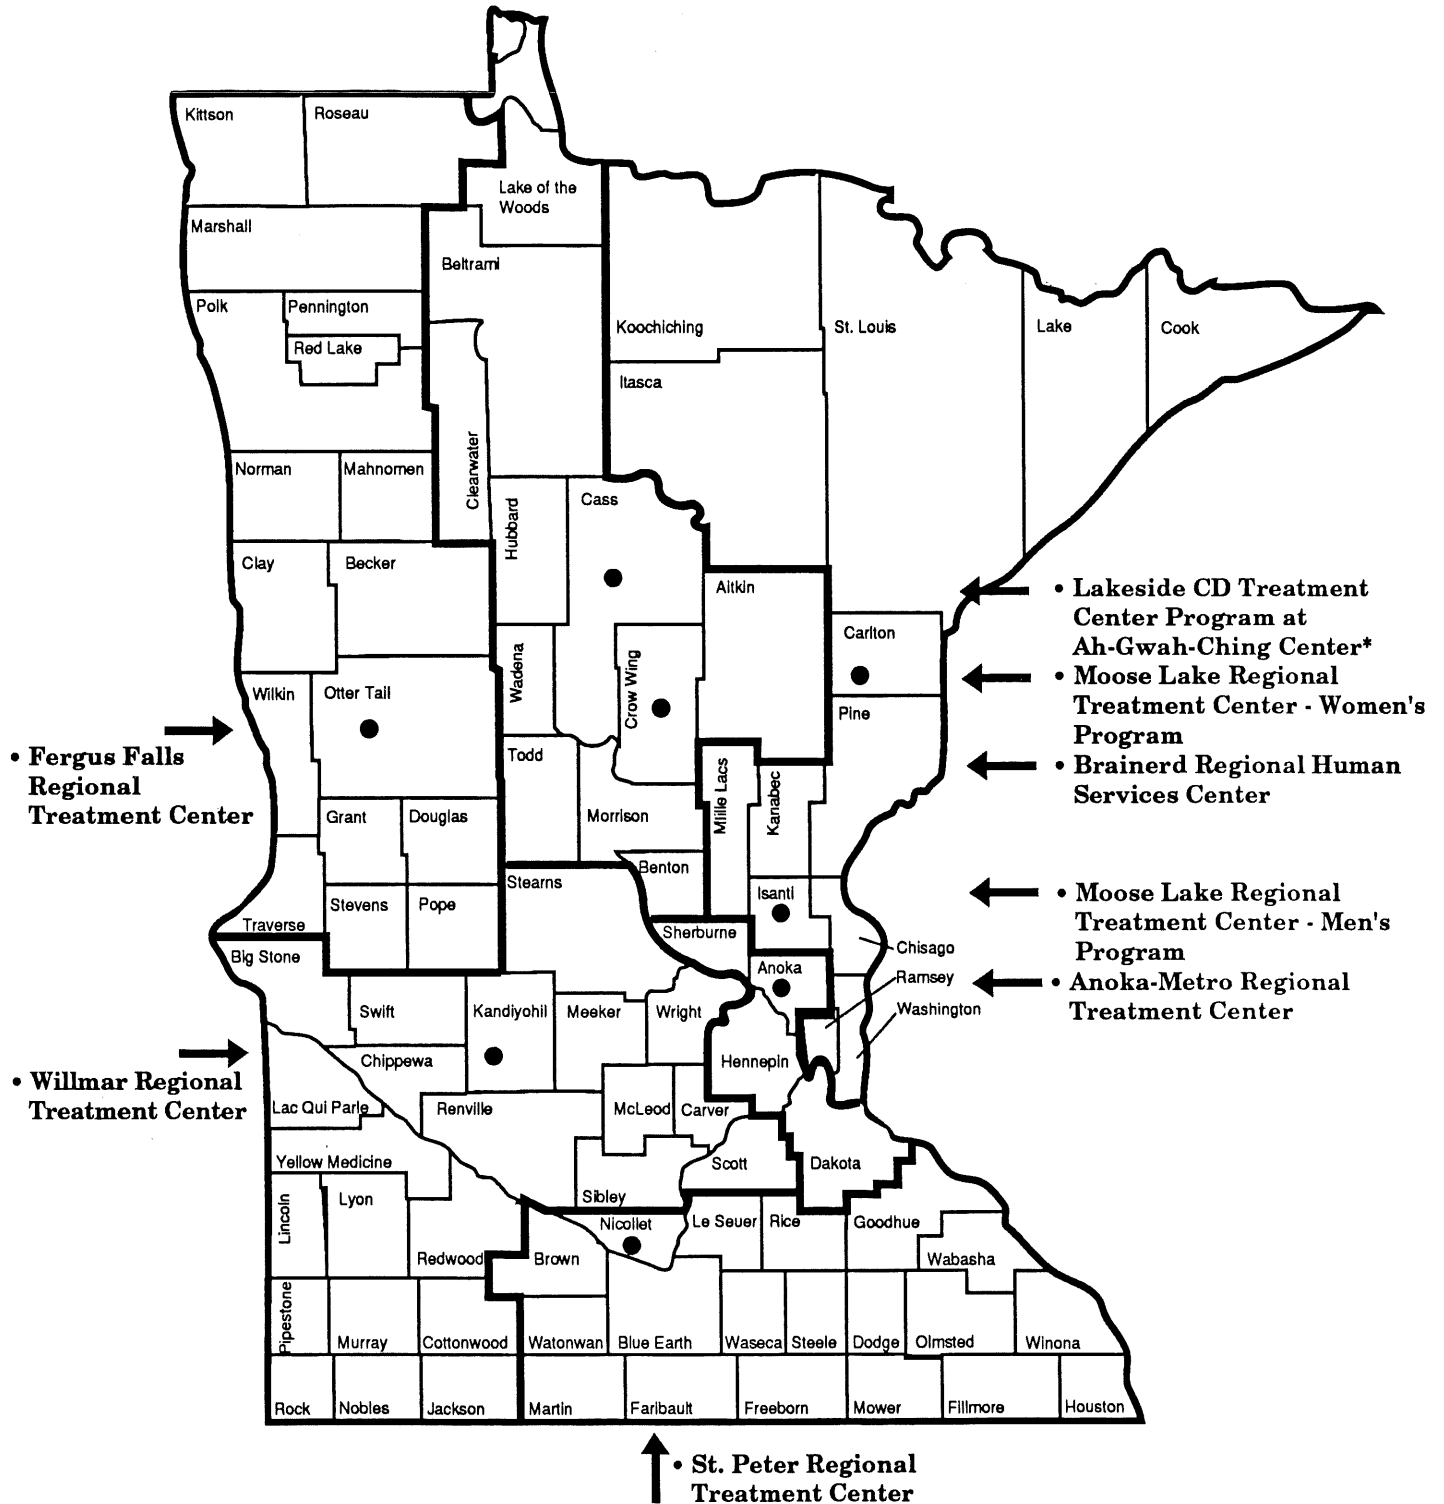 Kittson
Roseau
Lake of the
Woods
Marshall
Beltrami
Polk
Pennington
Red Lake
Koochiching
St. Louis
Lake
Cook
Itasca
Norman
Mahnomen
Clearwater
Hubbard
Cass
Clay
Becker
Aitkin
• Lakeside CD Treatment
Center Program at
Ah-Gwah-Ching Center*
Carlton
Wadena
Crow Wing
• Moose Lake Regional
Treatment Center - Women's
Program
Wilkin
Otter Tail
Pine
• Fergus Falls
Regional
Treatment Center
Todd
• Brainerd Regional Human
Services Center
Mille Lacs
Kanabec
Grant
Douglas
Morrison
Benton
Stearns
Isanti
• Moose Lake Regional
Treatment Center - Men's
Program
Stevens
Pope
Traverse
Sherburne
Chisago
Big Stone
Anoka
Ramsey
• Anoka-Metro Regional
Treatment Center
Swift
Kandiyohil
Meeker
Wright
Washington
Chippewa
Hennepin
• Willmar Regional
Treatment Center
Lac Qui Parle
Renville
McLeod
Carver
Yellow Medicine
Scott
Dakota
Lincoln
Lyon
Sibley
Nicollet
Le Seuer
Rice
Goodhue
Redwood
Brown
Wabasha
Pipestone
Murray
Cottonwood
Watonwan
Blue Earth
Waseca
Steele
Dodge
Olmsted
Winona
Rock
Nobles
Jackson
Martin
Faribault
Freeborn
Mower
Fillmore
Houston
• St. Peter Regional
Treatment Center